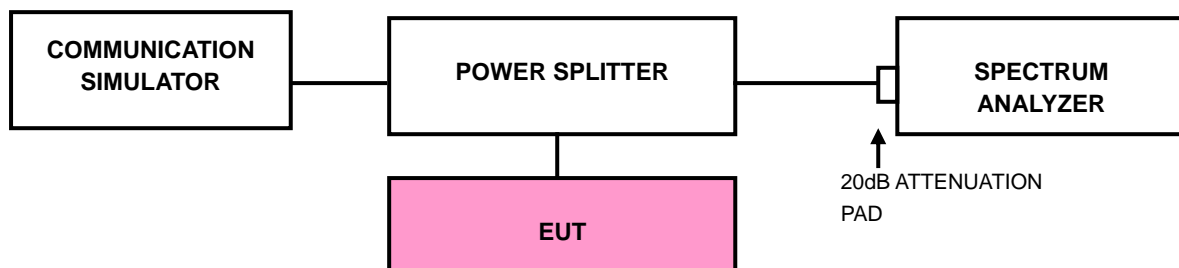 COMMUNICATION
SIMULATOR
POWER SPLITTER
SPECTRUM
ANALYZER
20dB ATTENUATION
PAD
EUT